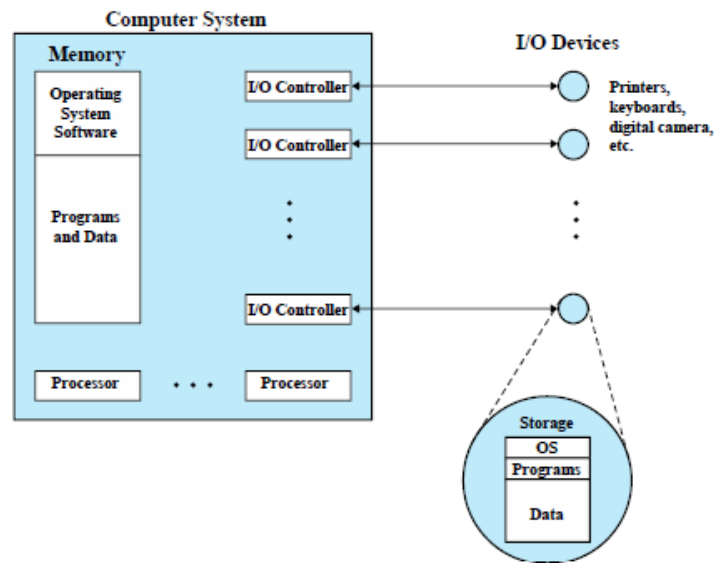 Computer System
Memory
Operating
System
Software
Programs
and Data
I/O Controller
I/O Controller
I/O Controller
Processor
Processor
I/O Devices
Printers,
keyboards,
digital camera,
etc.
Storage
OS
Programs
Data